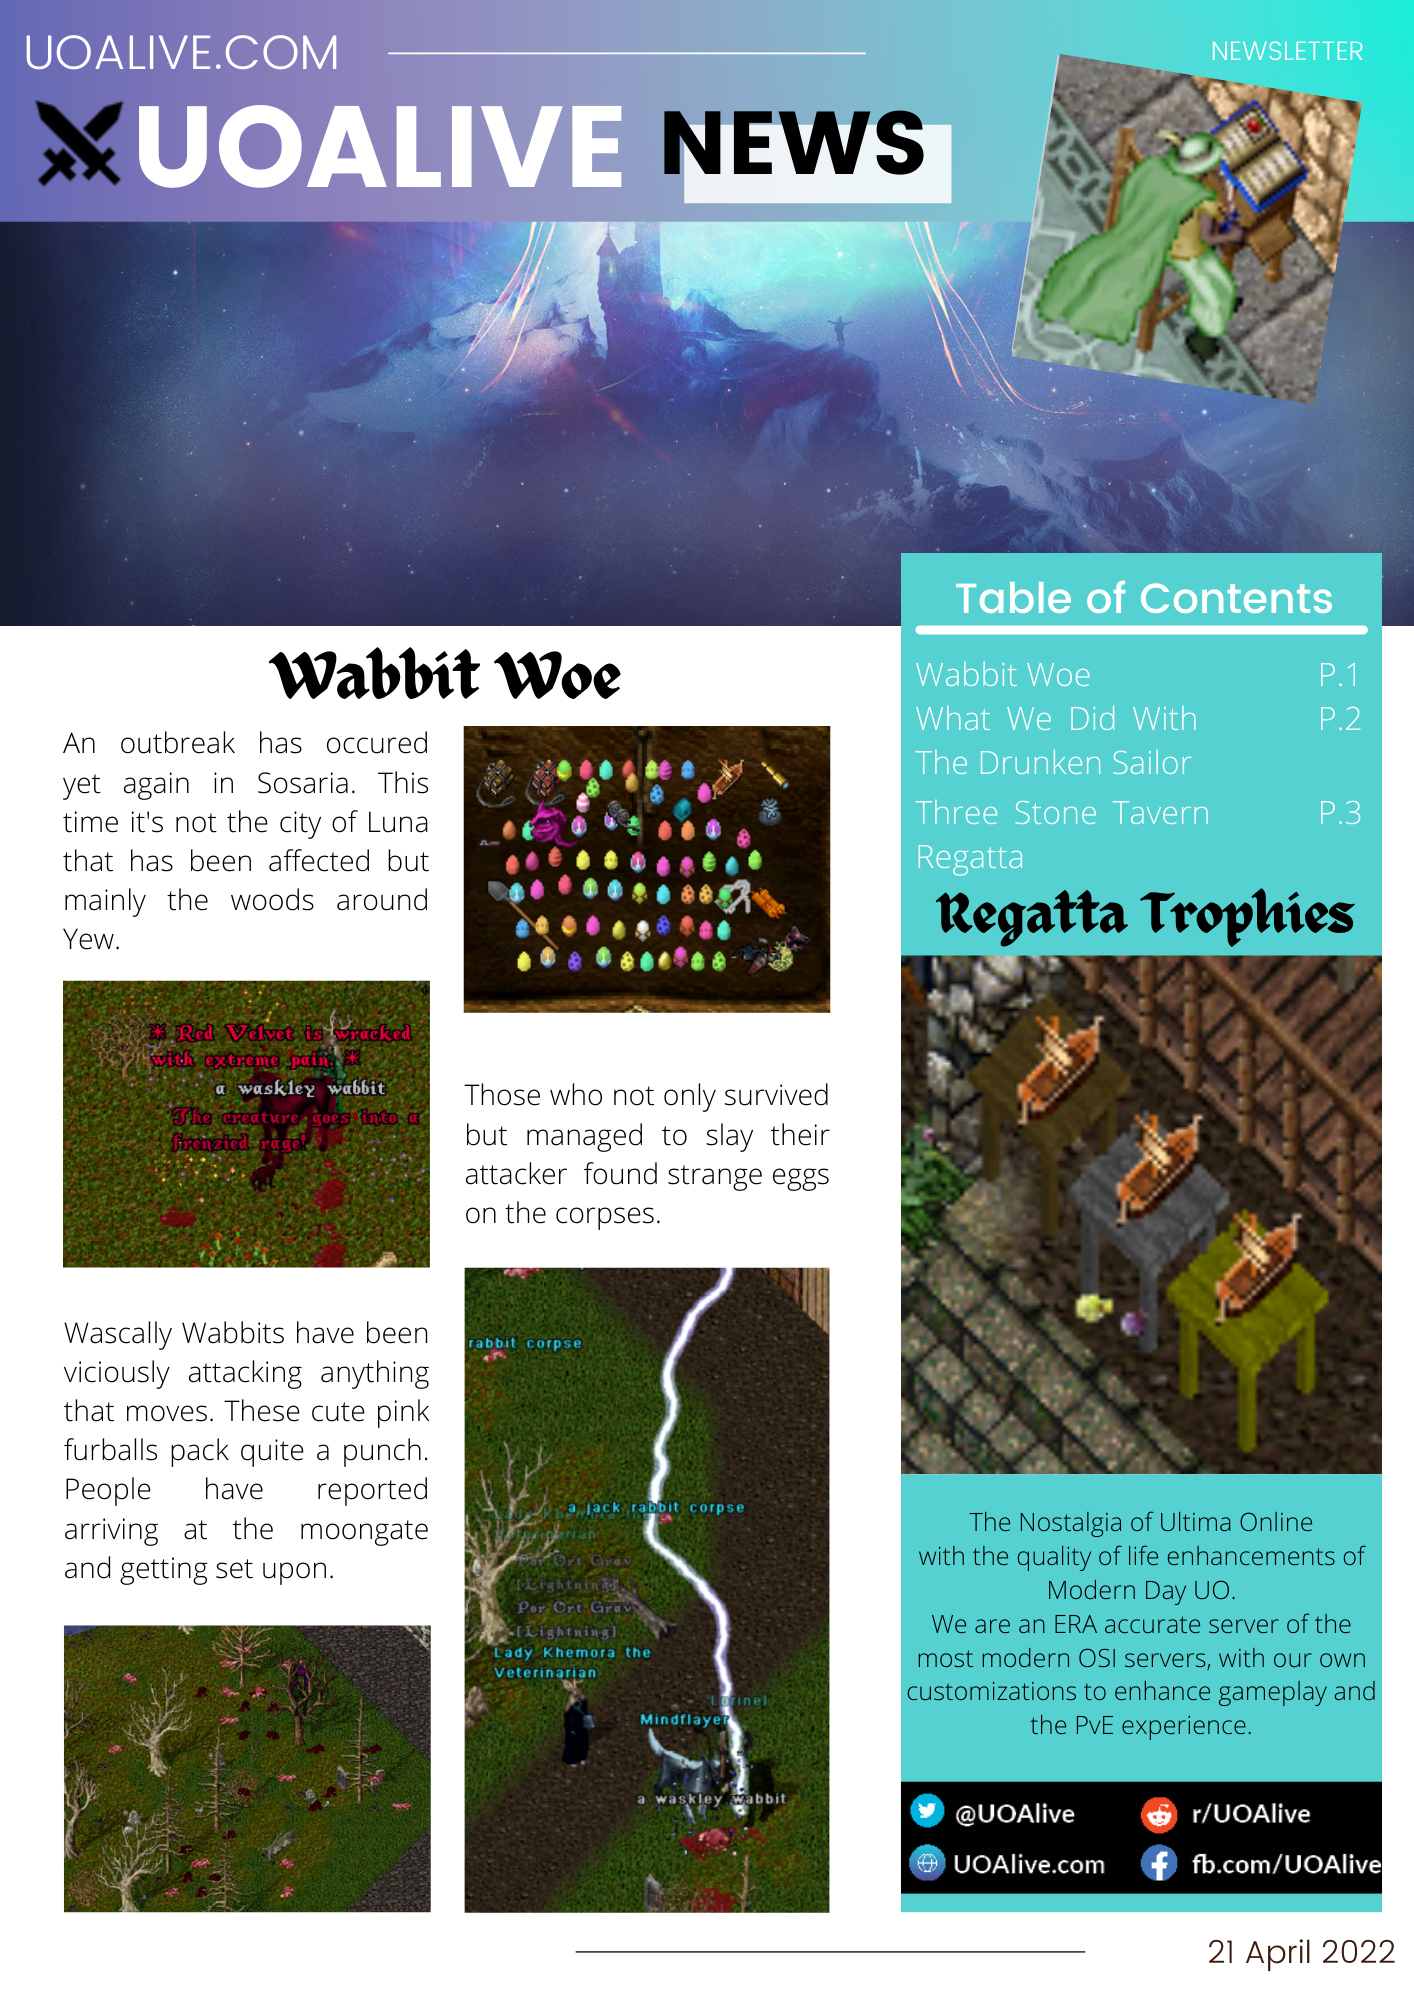 UOALIVE.COM
NEWSLETTER
UOALIVE NEWS
Table of Contents
Wabbit Woe P.1
What We Did With P.2
The Drunken Sailor
Three Stone Tavern P.3
Regatta
Regatta Trophies
Wabbit Woe
An outbreak has occured
yet again in Sosaria. This
time it's not the city of Luna
that has been affected but
mainly the woods around
Yew.
* Red Velvet is wracked
with extreme pain. *
a waskley wabbit
The creature goes into a
frenzied rage!
Wascally Wabbits have been
viciously attacking anything
that moves. These cute pink
furballs pack quite a punch.
People have reported
arriving at the moongate
and getting set upon.
Those who not only survived
but managed to slay their
attacker found strange eggs
on the corpses.
rabbit corpse
a jack rabbit corpse
Lady Khemora the
Veterinarian
Por Ort Grav
[Lightning]
Por Ort Grav
[Lightning]
Lady Khemora the
Veterinarian
Lorinel
Mindflayer
a waskley wabbit
The Nostalgia of Ultima Online
with the quality of life enhancements of
Modern Day UO.
We are an ERA accurate server of the
most modern OSI servers, with our own
customizations to enhance gameplay and
the PvE experience.
@UOAlive r/UOAlive
UOAlive.com fb.com/UOAlive
21 April 2022